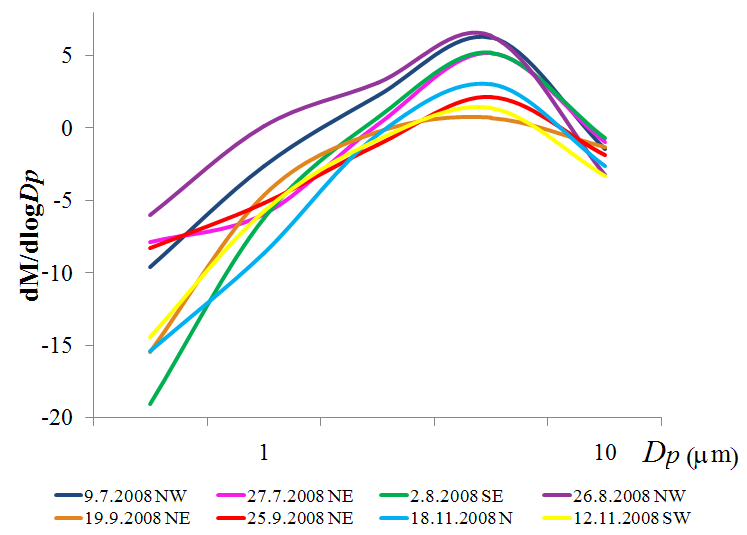 5
0
-5
-10
-15
-20
dM/dlogDp
1
10
Dp (µm)
9.7.2008 NW
27.7.2008 NE
2.8.2008 SE
26.8.2008 NW
19.9.2008 NE
25.9.2008 NE
18.11.2008 N
12.11.2008 SW